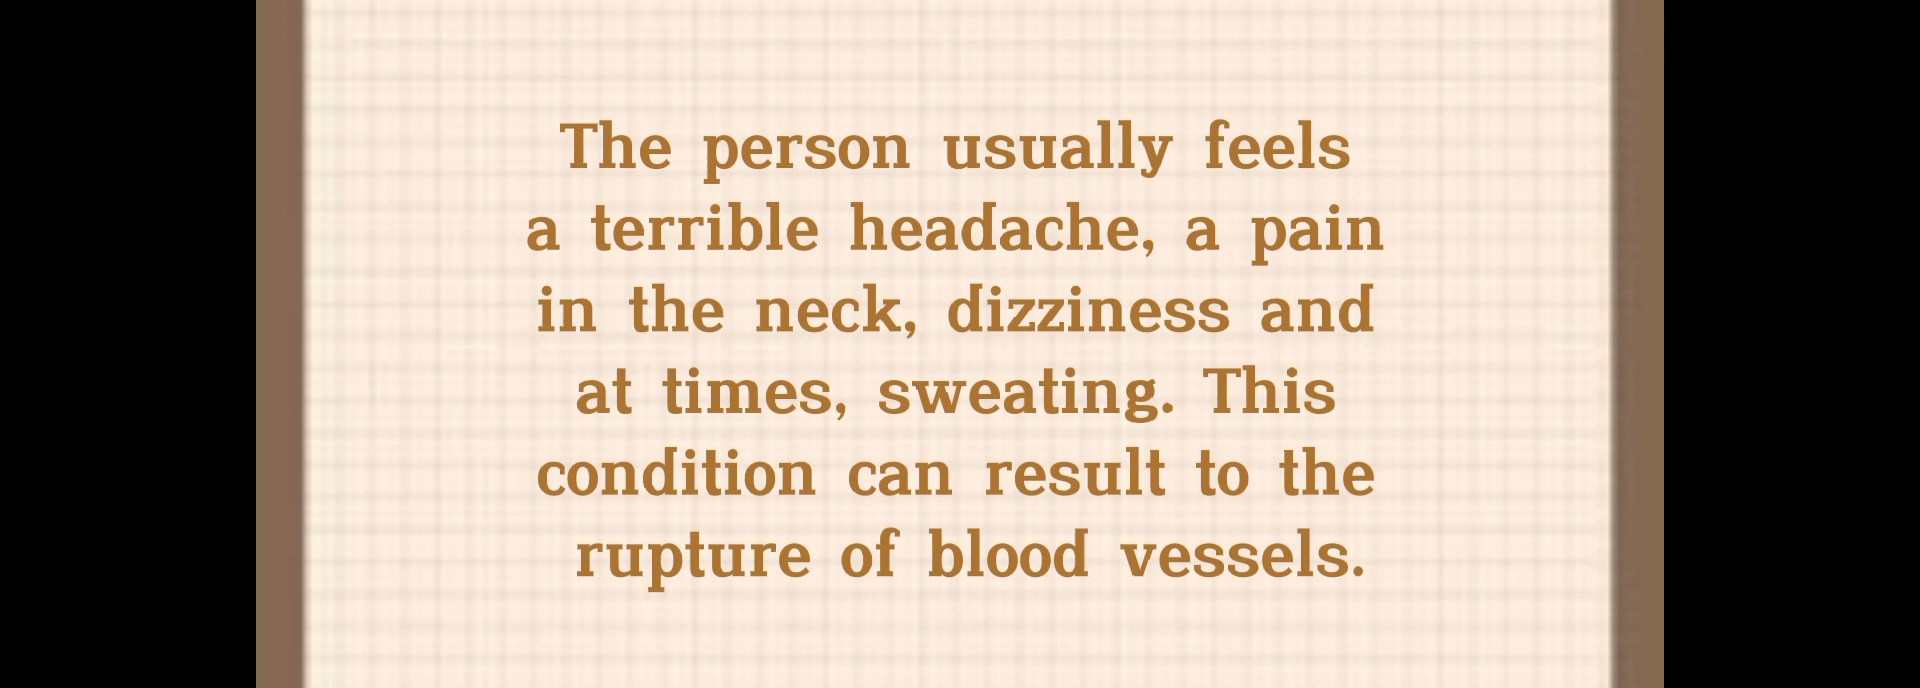 The person usually feels
a terrible headache, a pain
in the neck, dizziness and
at times, sweating. This
condition can result to the
rupture of blood vessels.